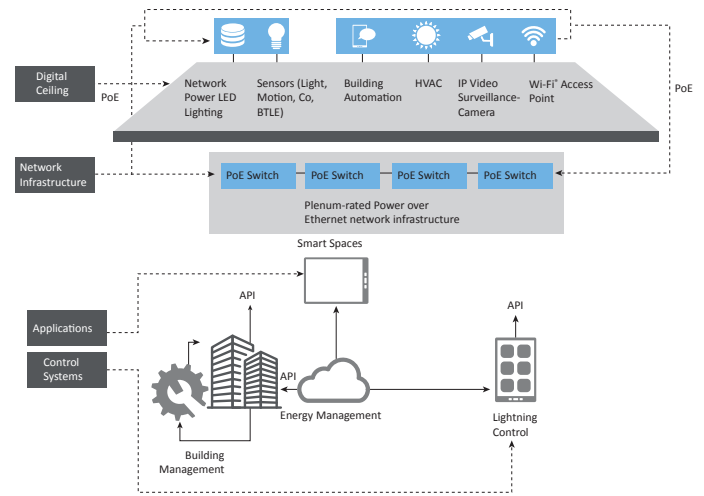 Digital
Ceiling
PoE
Network
Power LED
Lighting
Sensors (Light,
Motion, Co,
BTLE)
Building
Automation
HVAC
IP Video
Surveillance-
Camera
Wi-Fi* Access
Point
PoE
Network
Infrastructure
PoE Switch
PoE Switch
PoE Switch
PoE Switch
Plenum-rated Power over
Ethernet network infrastructure
Smart Spaces
API
API
Applications
Control
Systems
API
Energy Management
Lightning
Control
Building
Management